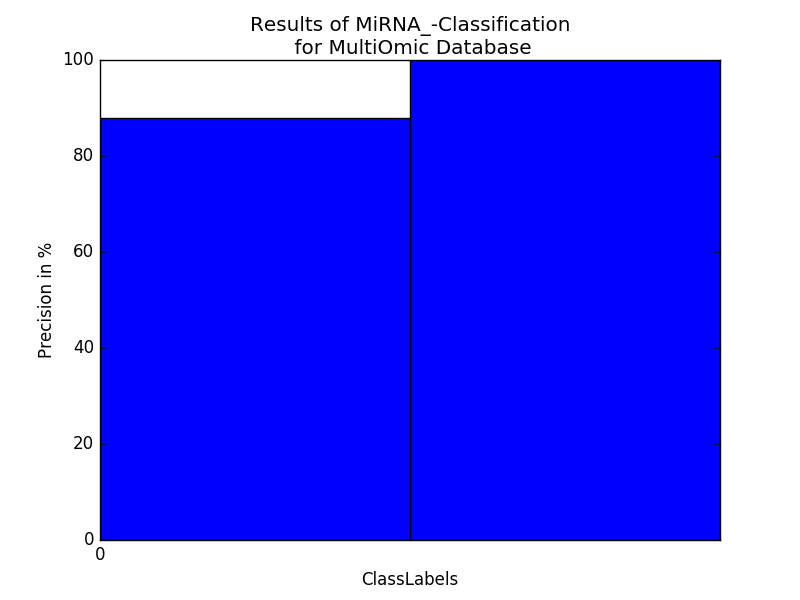 Results of MiRNA_-Classification
for MultiOmic Database
100
80
60
40
20
0
0
Precision in %
ClassLabels